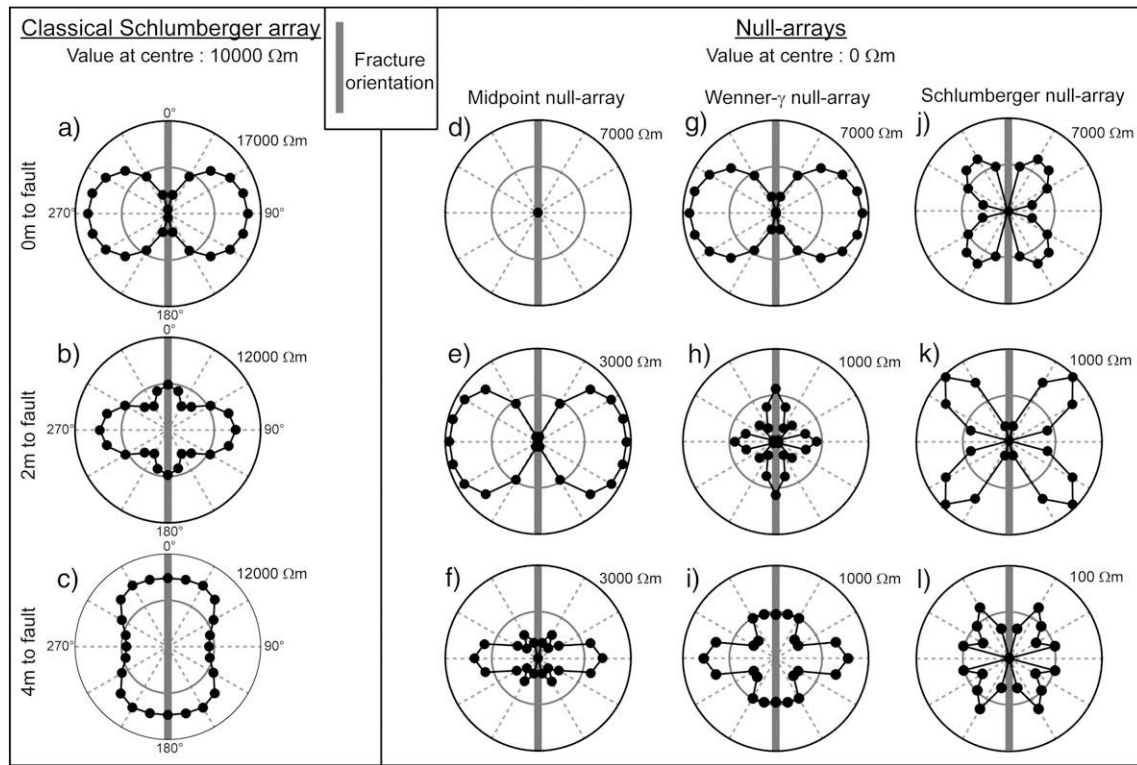 Classical Schlumberger array
Value at centre : 10000 Ωm
Fracture
orientation
Null-arrays
Value at centre : 0 Ωm
Midpoint null-array
Wenner-γ null-array
Schlumberger null-array
0m to fault
a)
0°
17000 Ωm
270°
90°
180°
d)
7000 Ωm
g)
7000 Ωm
j)
7000 Ωm
2m to fault
b)
0°
12000 Ωm
270°
90°
180°
e)
3000 Ωm
h)
1000 Ωm
k)
1000 Ωm
4m to fault
c)
0°
12000 Ωm
270°
90°
180°
f)
3000 Ωm
i)
1000 Ωm
l)
100 Ωm